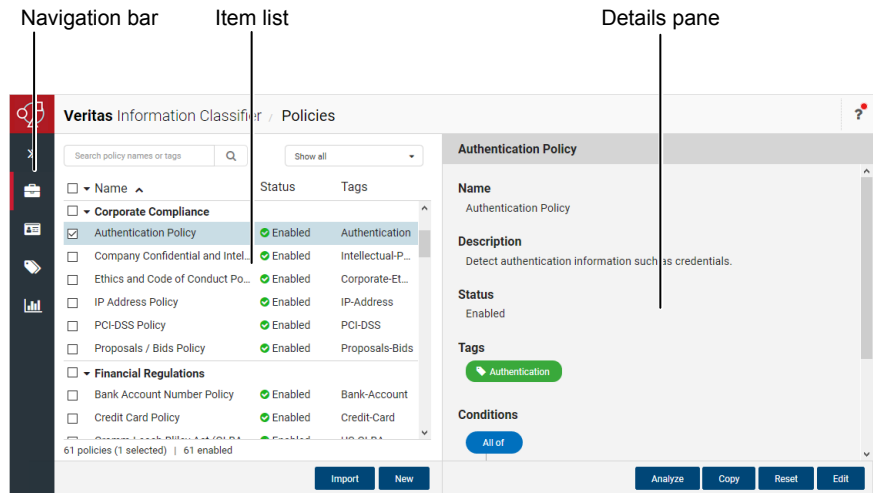 Navigation bar
Item list
Details pane
Veritas Information Classifier / Policies
?
Search policy names or tags
Show all
Name
Status
Tags
Corporate Compliance
Authentication Policy Enabled Authentication
Company Confidential and Intel... Enabled Intellectual-P...
Ethics and Code of Conduct Po... Enabled Corporate-Et...
IP Address Policy Enabled IP-Address
PCI-DSS Policy Enabled PCI-DSS
Proposals / Bids Policy Enabled Proposals-Bids
Financial Regulations
Bank Account Number Policy Enabled Bank-Account
Credit Card Policy Enabled Credit-Card
61 policies (1 selected) | 61 enabled
Import
New
Authentication Policy
Name
Authentication Policy
Description
Detect authentication information such as credentials.
Status
Enabled
Tags
Authentication
Conditions
All of
Analyze
Copy
Reset
Edit